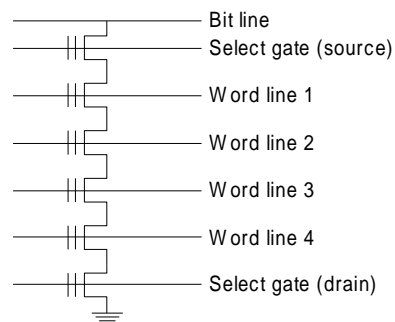 Bit line
Select gate (source)
Word line 1
Word line 2
Word line 3
Word line 4
Select gate (drain)